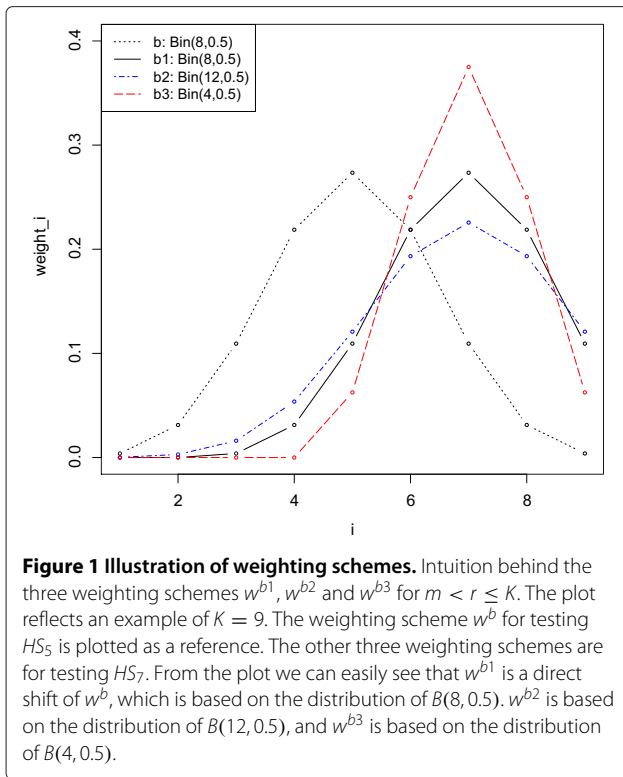 b: Bin(8,0.5)
b1: Bin(8,0.5)
b2: Bin(12,0.5)
b3: Bin(4,0.5)
0.4
0.3
0.2
0.1
0.0
weight_i
2
4
6
8
i
Figure 1 Illustration of weighting schemes. Intuition behind the
three weighting schemes w^{b1}, w^{b2} and w^{b3} for m < r ≤ K. The plot
reflects an example of K = 9. The weighting scheme w^{b} for testing
HS_5 is plotted as a reference. The other three weighting schemes are
for testing HS_7. From the plot we can easily see that w^{b1} is a direct
shift of w^{b}, which is based on the distribution of B(8, 0.5). w^{b2} is based
on the distribution of B(12, 0.5), and w^{b3} is based on the distribution
of B(4, 0.5).